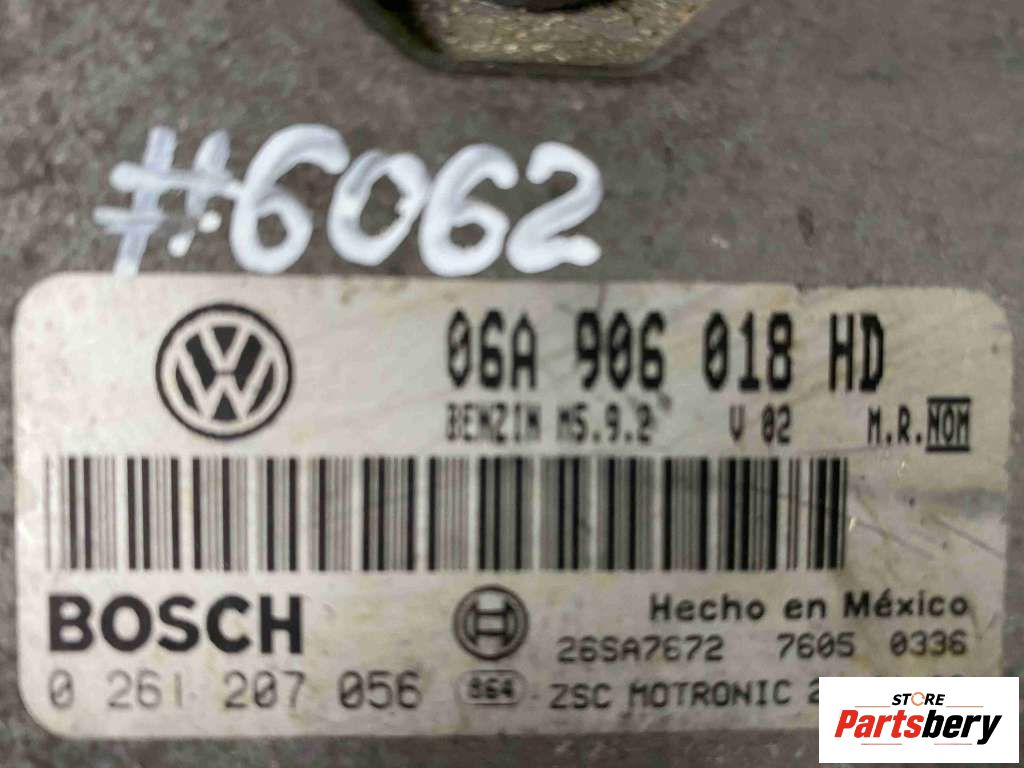 #6062
06A 906 018 HD
BENZIN M5.9.2 V 02 M.R. NOM
BOSCH
Hecho en México
26SA7672 7605 0336
0 261 207 056 864 ZSC MOTRONIC
STORE
Partsbery